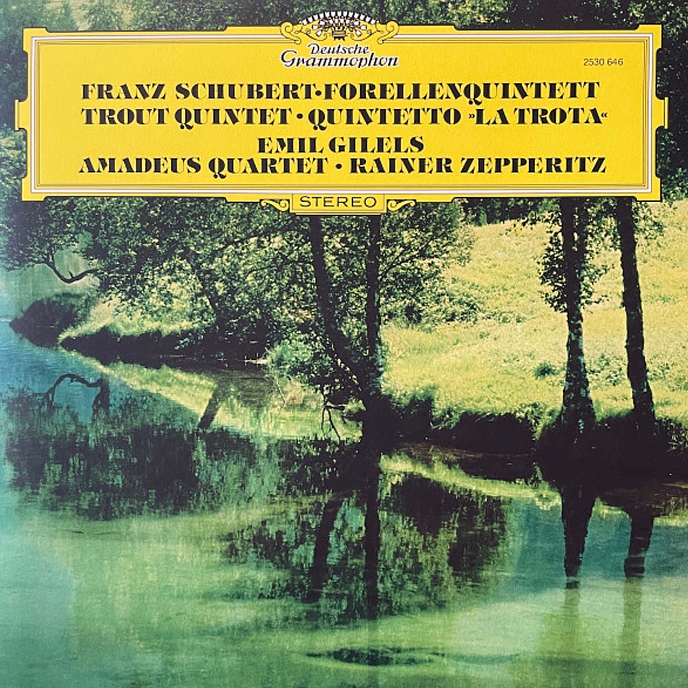 Deutsche
Grammophon
2530 646
FRANZ SCHUBERT·FORELLENQUINTETT
TROUT QUINTET · QUINTETTO »LA TROTA«
EMIL GILELS
AMADEUS QUARTET · RAINER ZEPPERITZ
STEREO